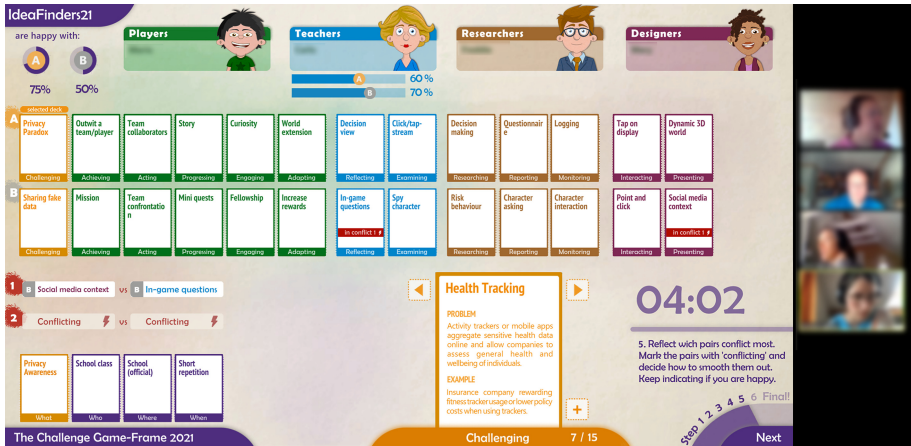 IdeaFinders21
are happy with:
A
B
75%
50%
Players
Teachers
Researchers
Designers
A
60 %
B
70 %
selected deck
A
Privacy
Paradox
Challenging
Outwit a
team/player
Achieving
Team
collaborators
Acting
Story
Progressing
Curiosity
Engaging
World
extension
Adapting
Decision
view
Reflecting
Click/tap-
stream
Examining
Decision
making
Researching
Questionnair
e
Reporting
Logging
Monitoring
Tap on
display
Interacting
Dynamic 3D
world
Presenting
B
Sharing fake
data
Challenging
Mission
Achieving
Team
confrontatio
n
Acting
Mini quests
Progressing
Fellowship
Engaging
Increase
rewards
Adapting
In-game
questions
in conflict 1
Reflecting
Spy
character
Examining
Risk
behaviour
Researching
Character
asking
Reporting
Character
interaction
Monitoring
Point and
click
Interacting
Social media
context
in conflict 1
Presenting
1 B Social media context vs B In-game questions
2 Conflicting vs Conflicting
Privacy
Awareness
What
School class
Who
School
(official)
Where
Short
repetition
When
Health Tracking
PROBLEM
Activity trackers or mobile apps
aggregate sensitive health data
online and allow companies to
assess general health and
wellbeing of individuals.
EXAMPLE
Insurance company rewarding
fitness tracker usage or lower policy
costs when using trackers.
+
04:02
5. Reflect wich pairs conflict most.
Mark the pairs with 'conflicting' and
decide how to smooth them out.
Keep indicating if you are happy.
Step 1 2 3 4 5 6 Final!
The Challenge Game-Frame 2021
Challenging
7 / 15
Next